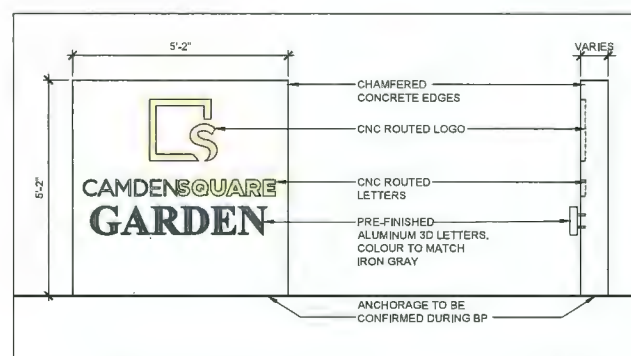 5'-2"
VARIES
5'-2"
CHAMFERED
CONCRETE EDGES
S
CNC ROUTED LOGO
CAMDENSQUARE
GARDEN
CNC ROUTED
LETTERS
PRE-FINISHED
ALUMINUM 3D LETTERS,
COLOUR TO MATCH
IRON GRAY
ANCHORAGE TO BE
CONFIRMED DURING BP